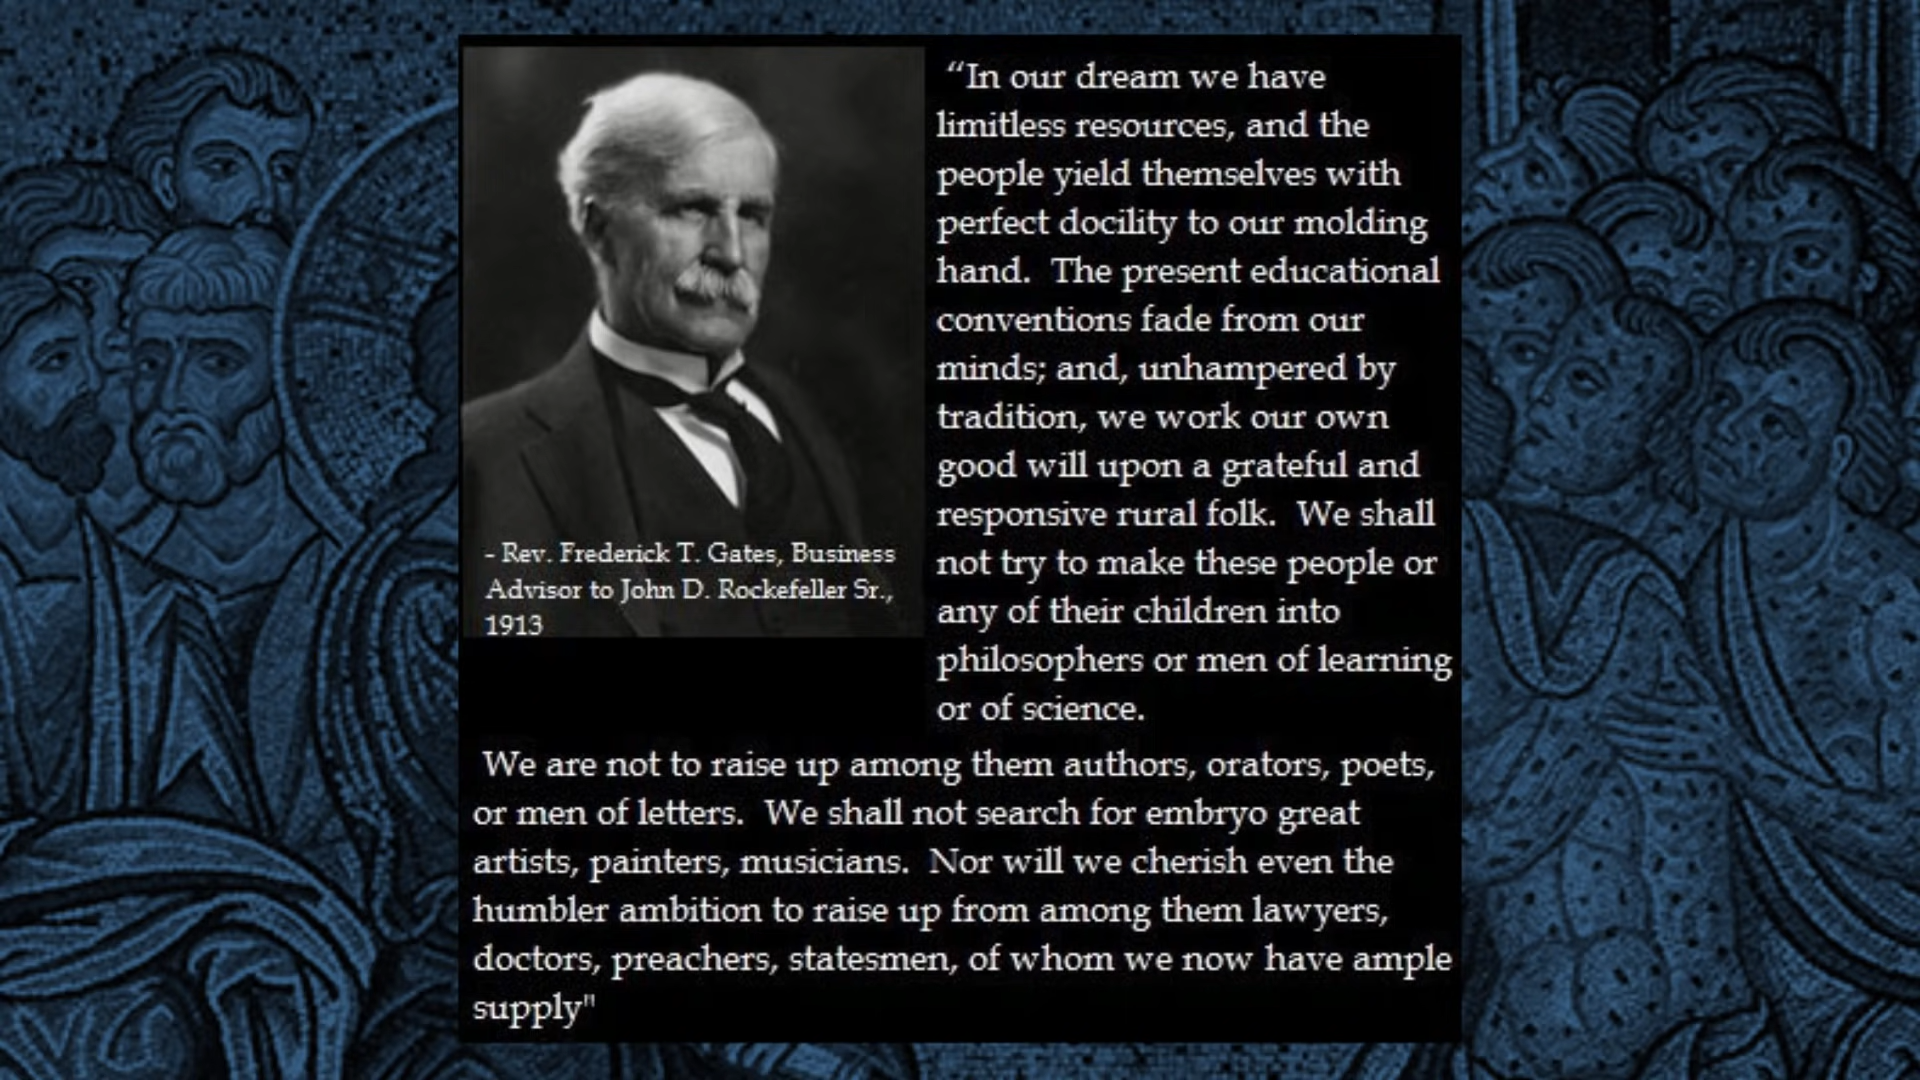 “In our dream we have
limitless resources, and the
people yield themselves with
perfect docility to our molding
hand.  The present educational
conventions fade from our
minds; and, unhampered by
tradition, we work our own
good will upon a grateful and
responsive rural folk.  We shall
not try to make these people or
any of their children into
philosophers or men of learning
or of science.
We are not to raise up among them authors, orators, poets,
or men of letters.  We shall not search for embryo great
artists, painters, musicians.  Nor will we cherish even the
humbler ambition to raise up from among them lawyers,
doctors, preachers, statesmen, of whom we now have ample
supply"
- Rev. Frederick T. Gates, Business
Advisor to John D. Rockefeller Sr.,
1913